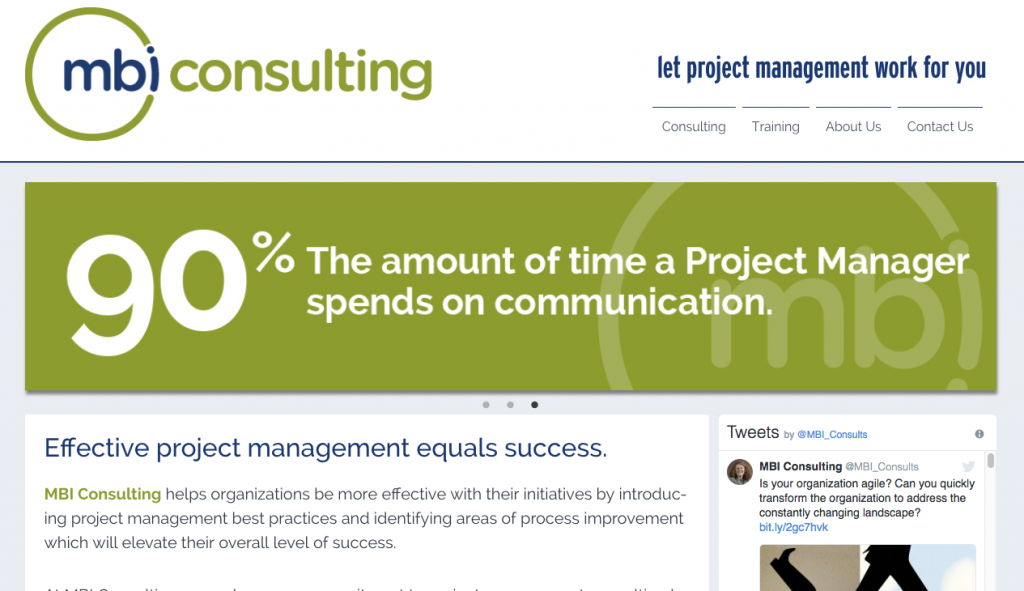 mbi consulting
let project management work for you
Consulting Training About Us Contact Us
90% The amount of time a Project Manager
spends on communication.
mbi
Effective project management equals success.
MBI Consulting helps organizations be more effective with their initiatives by introduc-
ing project management best practices and identifying areas of process improvement
which will elevate their overall level of success.
Tweets by @MBI_Consults
MBI Consulting @MBI_Consults
Is your organization agile? Can you quickly
transform the organization to address the
constantly changing landscape?
bit.ly/2gc7hvk